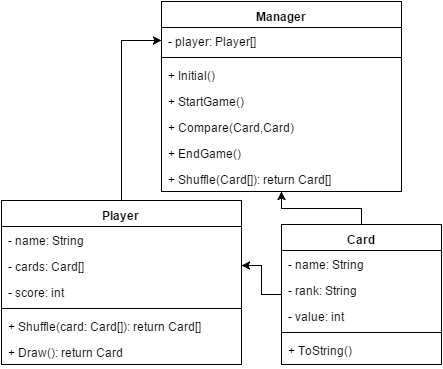 Manager
- player: Player[]
+ Initial()
+ StartGame()
+ Compare(Card,Card)
+ EndGame()
+ Shuffle(Card[]): return Card[]
Player
- name: String
- cards: Card[]
- score: int
+ Shuffle(card: Card[]): return Card[]
+ Draw(): return Card
Card
- name: String
- rank: String
- value: int
+ ToString()